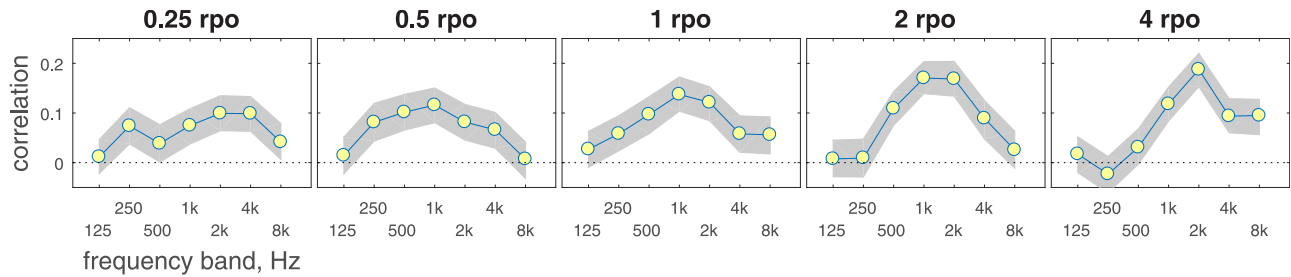 0.25 rpo
0.5 rpo
1 rpo
2 rpo
4 rpo
correlation
0.2
0.1
0
250 1k 4k
125 500 2k 8k
250 1k 4k
125 500 2k 8k
250 1k 4k
125 500 2k 8k
250 1k 4k
125 500 2k 8k
250 1k 4k
125 500 2k 8k
frequency band, Hz